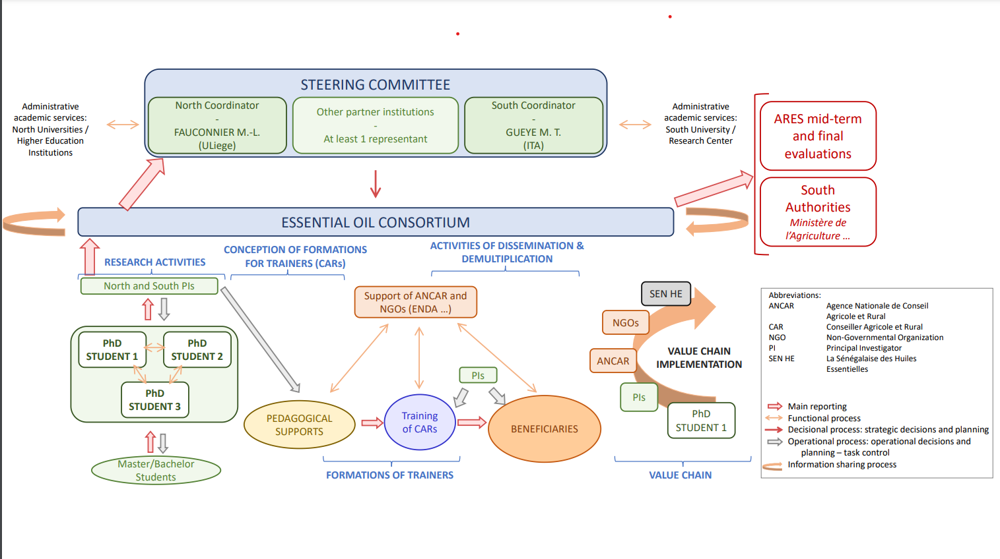 STEERING COMMITTEE
North Coordinator
-
FAUCONNIER M.-L.
(ULiege)
Other partner institutions
-
At least 1 representant
South Coordinator
-
GUEYE M. T.
(ITA)
Administrative
academic services:
North Universities /
Higher Education
Institutions
Administrative
academic services:
South University /
Research Center
ARES mid-term
and final
evaluations
South
Authorities
Ministère de
l'Agriculture ...
ESSENTIAL OIL CONSORTIUM
RESEARCH ACTIVITIES
CONCEPTION OF FORMATIONS
FOR TRAINERS (CARs)
ACTIVITIES OF DISSEMINATION &
DEMULTIPLICATION
North and South PIs
PhD
STUDENT 1
PhD
STUDENT 2
PhD
STUDENT 3
Master/Bachelor
Students
Support of ANCAR and
NGOs (ENDA ...)
PIs
PEDAGOGICAL
SUPPORTS
Training
of CARs
BENEFICIARIES
FORMATIONS OF TRAINERS
SEN HE
NGOs
ANCAR
PIs
PhD
STUDENT 1
VALUE CHAIN
IMPLEMENTATION
VALUE CHAIN
Abbreviations:
ANCAR Agence Nationale de Conseil
Agricole et Rural
CAR Conseiller Agricole et Rural
NGO Non-Governmental Organization
PI Principal Investigator
SEN HE La Sénégalaise des Huiles
Essentielles
Main reporting
Functional process
Decisional process: strategic decisions and planning
Operational process: operational decisions and
planning – task control
Information sharing process